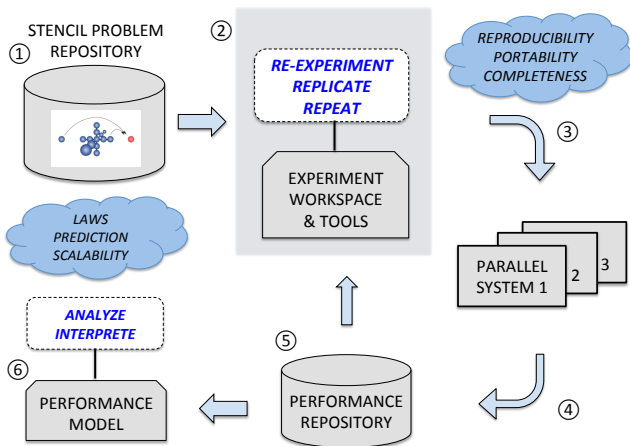 STENCIL PROBLEM
REPOSITORY
①
②
RE-EXPERIMENT
REPLICATE
REPEAT
EXPERIMENT
WORKSPACE
& TOOLS
REPRODUCIBILITY
PORTABILITY
COMPLETENESS
③
LAWS
PREDICTION
SCALABILITY
PARALLEL
SYSTEM 1
2
3
ANALYZE
INTERPRETE
⑥
PERFORMANCE
MODEL
⑤
PERFORMANCE
REPOSITORY
④